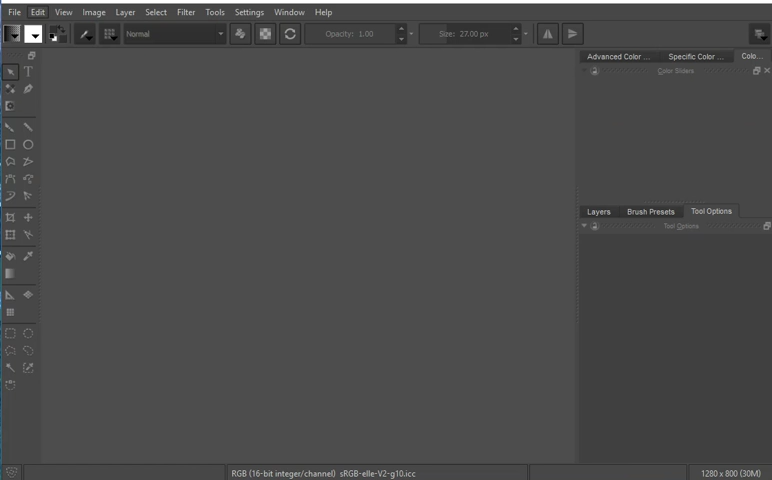 File Edit View Image Layer Select Filter Tools Settings Window Help
Normal Opacity: 1.00 Size: 27.00 px
Advanced Color ... Specific Color ... Colo...
Color Sliders
T
Layers Brush Presets Tool Options
Tool Options
RGB (16-bit integer/channel) sRGB-elle-V2-g10.icc 1280 x 800 (30M)